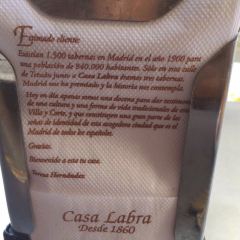 Estimado cliente:
Existían 1.500 tabernas en Madrid en el año 1900 para
una población de 840.000 habitantes. Sólo en esta calle
de Tetuán junto a Casa Labra éramos tres tabernas.
Madrid nos ha premiado y la historia nos contempla.
Hoy en día apenas somos una docena para dar testimonio
de una cultura y una forma de vida tradicionales de esta
Villa y Corte, y que constituyen una gran parte de las
señas de identidad de esta acogedora ciudad que es el
Madrid de todos los españoles.
Gracias.
Bienvenido a esta tu casa.
Teresa Hernández
Casa Labra
Desde 1860